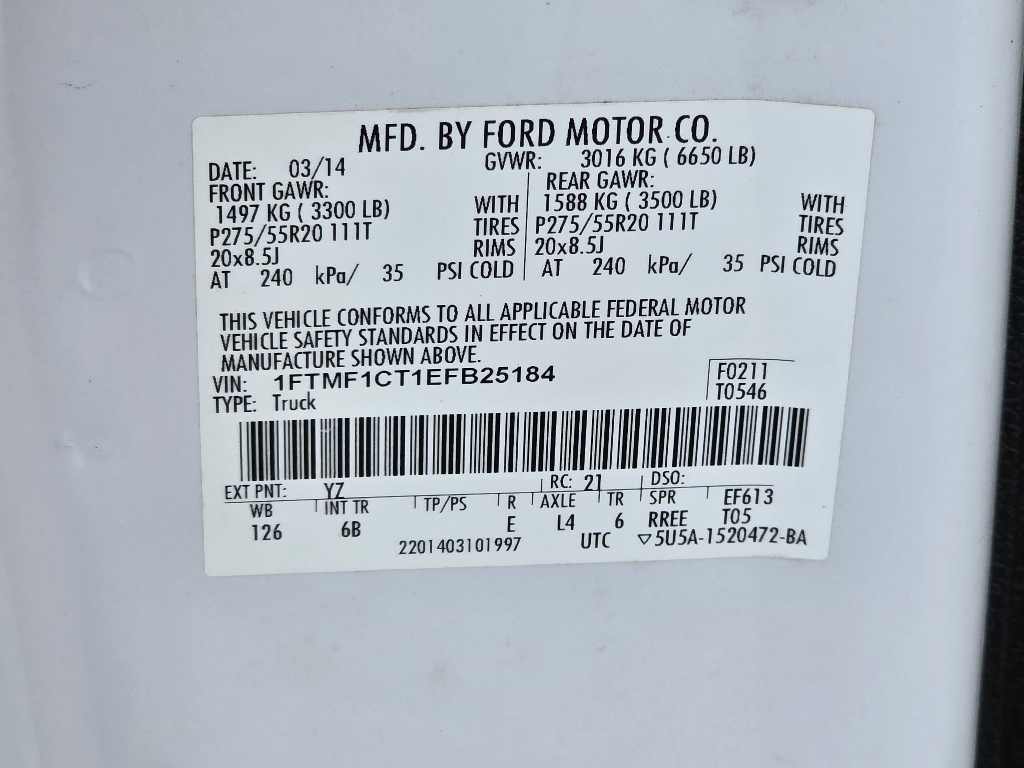 MFD. BY FORD MOTOR CO.
DATE: 03/14 GVWR: 3016 KG ( 6650 LB)
FRONT GAWR: REAR GAWR:
1497 KG ( 3300 LB) WITH 1588 KG ( 3500 LB) WITH
P275/55R20 111T TIRES P275/55R20 111T TIRES
20x8.5J RIMS 20x8.5J RIMS
AT 240 kPa/ 35 PSI COLD AT 240 kPa/ 35 PSI COLD
THIS VEHICLE CONFORMS TO ALL APPLICABLE FEDERAL MOTOR
VEHICLE SAFETY STANDARDS IN EFFECT ON THE DATE OF
MANUFACTURE SHOWN ABOVE.
VIN: 1FTMF1CT1EFB25184 F0211
TYPE: Truck T0546
EXT PNT: YZ RC: 21 DSO:
WB INT TR TP/PS R AXLE TR SPR EF613
126 6B E L4 6 RREE T05
2201403101997 UTC ▽5U5A-1520472-BA